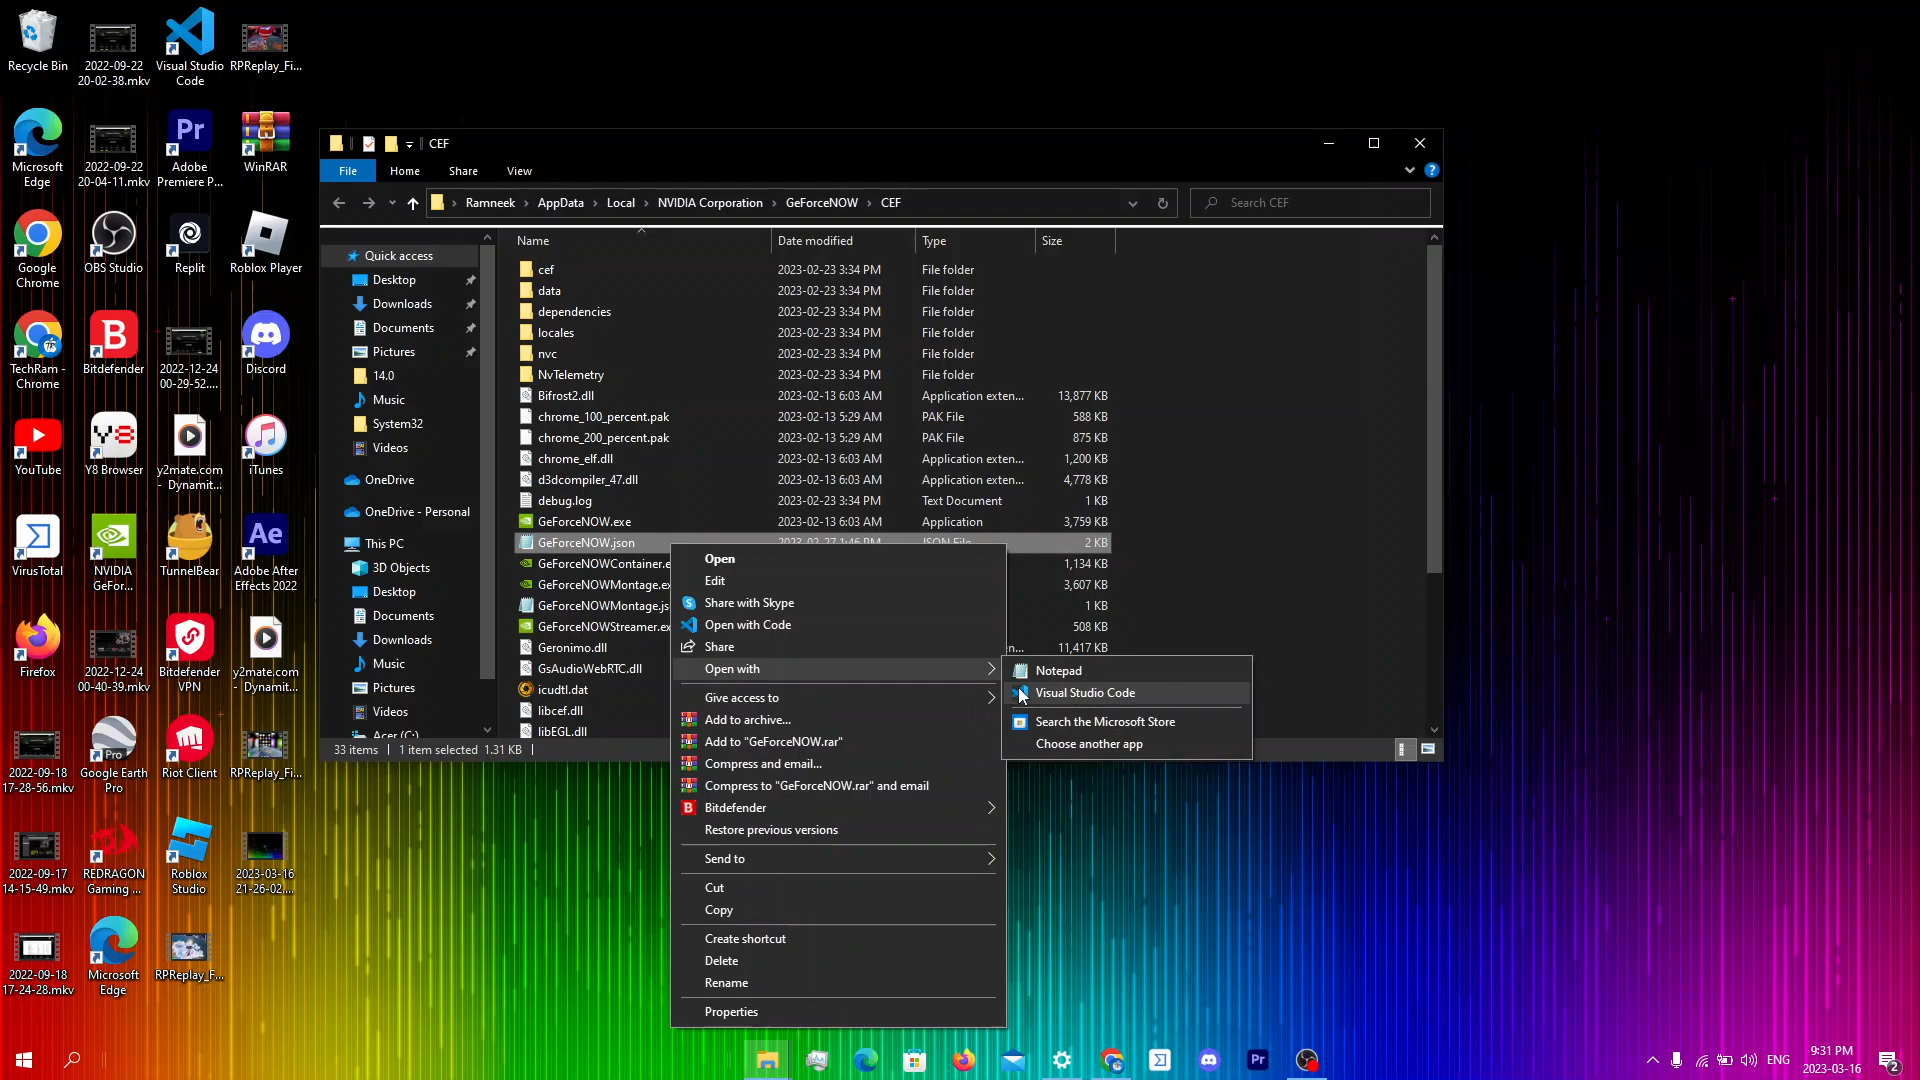 Recycle Bin
2022-09-22
20-02-38.mkv
Visual Studio
Code
RPReplay_Fi...
Microsoft
Edge
2022-09-22
20-04-11.mkv
Adobe
Premiere P...
WinRAR
Google
Chrome
OBS Studio
Replit
Roblox Player
TechRam -
Chrome
Bitdefender
2022-12-24
00-29-52....
Discord
YouTube
Y8 Browser
y2mate.com
- Dynamit...
iTunes
VirusTotal
NVIDIA
GeFor...
TunnelBear
Adobe After
Effects 2022
Firefox
2022-12-24
00-40-39.mkv
Bitdefender
VPN
y2mate.com
- Dynamit...
2022-09-18
17-28-56.mkv
Google Earth
Pro
Riot Client
RPReplay_Fi...
2022-09-17
14-15-49.mkv
REDRAGON
Gaming ...
Roblox
Studio
2023-03-16
21-26-02....
2022-09-18
17-24-28.mkv
Microsoft
Edge
RPReplay_F...
CEF
File
Home
Share
View
Ramneek
AppData
Local
NVIDIA Corporation
GeForceNOW
CEF
Search CEF
Quick access
Desktop
Downloads
Documents
Pictures
14.0
Music
System32
Videos
OneDrive
OneDrive - Personal
This PC
3D Objects
Desktop
Documents
Downloads
Music
Pictures
Videos
Acer (C:)
Name Date modified Type Size
cef 2023-02-23 3:34 PM File folder
data 2023-02-23 3:34 PM File folder
dependencies 2023-02-23 3:34 PM File folder
locales 2023-02-23 3:34 PM File folder
nvc 2023-02-23 3:34 PM File folder
NvTelemetry 2023-02-23 3:34 PM File folder
Bifrost2.dll 2023-02-13 6:03 AM Application exten... 13,877 KB
chrome_100_percent.pak 2023-02-13 5:29 AM PAK File 588 KB
chrome_200_percent.pak 2023-02-13 5:29 AM PAK File 875 KB
chrome_elf.dll 2023-02-13 6:03 AM Application exten... 1,200 KB
d3dcompiler_47.dll 2023-02-13 6:03 AM Application exten... 4,778 KB
debug.log 2023-02-23 3:34 PM Text Document 1 KB
GeForceNOW.exe 2023-02-13 6:03 AM Application 3,759 KB
GeForceNOW.json 2023-02-27 1:46 PM JSON File 2 KB
GeForceNOWContainer.e 1,134 KB
GeForceNOWMontage.ex 3,607 KB
GeForceNOWMontage.js 1 KB
GeForceNOWStreamer.ex 508 KB
Geronimo.dll n... 11,417 KB
GsAudioWebRTC.dll
icudtl.dat
libcef.dll
libEGL.dll
33 items 1 item selected 1.31 KB
Open
Edit
Share with Skype
Open with Code
Share
Open with
Give access to
Add to archive...
Add to "GeForceNOW.rar"
Compress and email...
Compress to "GeForceNOW.rar" and email
Bitdefender
Restore previous versions
Send to
Cut
Copy
Create shortcut
Delete
Rename
Properties
Notepad
Visual Studio Code
Search the Microsoft Store
Choose another app
ENG
9:31 PM
2023-03-16
2